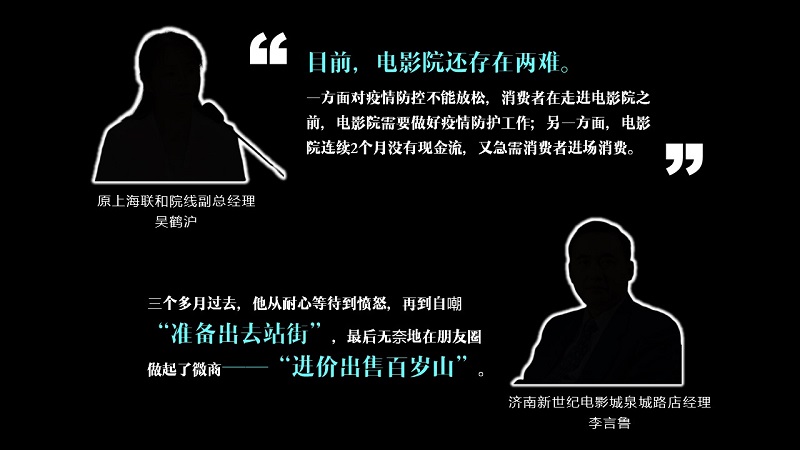 “
目前，电影院还存在两难。
一方面对疫情防控不能放松，消费者在走进电影院之
前，电影院需要做好疫情防护工作；另一方面，电影
院连续2个月没有现金流，又急需消费者进场消费。
”
原上海联和院线副总经理
吴鹤沪
三个多月过去，他从耐心等待到愤怒，再到自嘲
“准备出去站街”，最后无奈地在朋友圈
做起了微商——“进价出售百岁山”。
济南新世纪电影城泉城路店经理
李言鲁